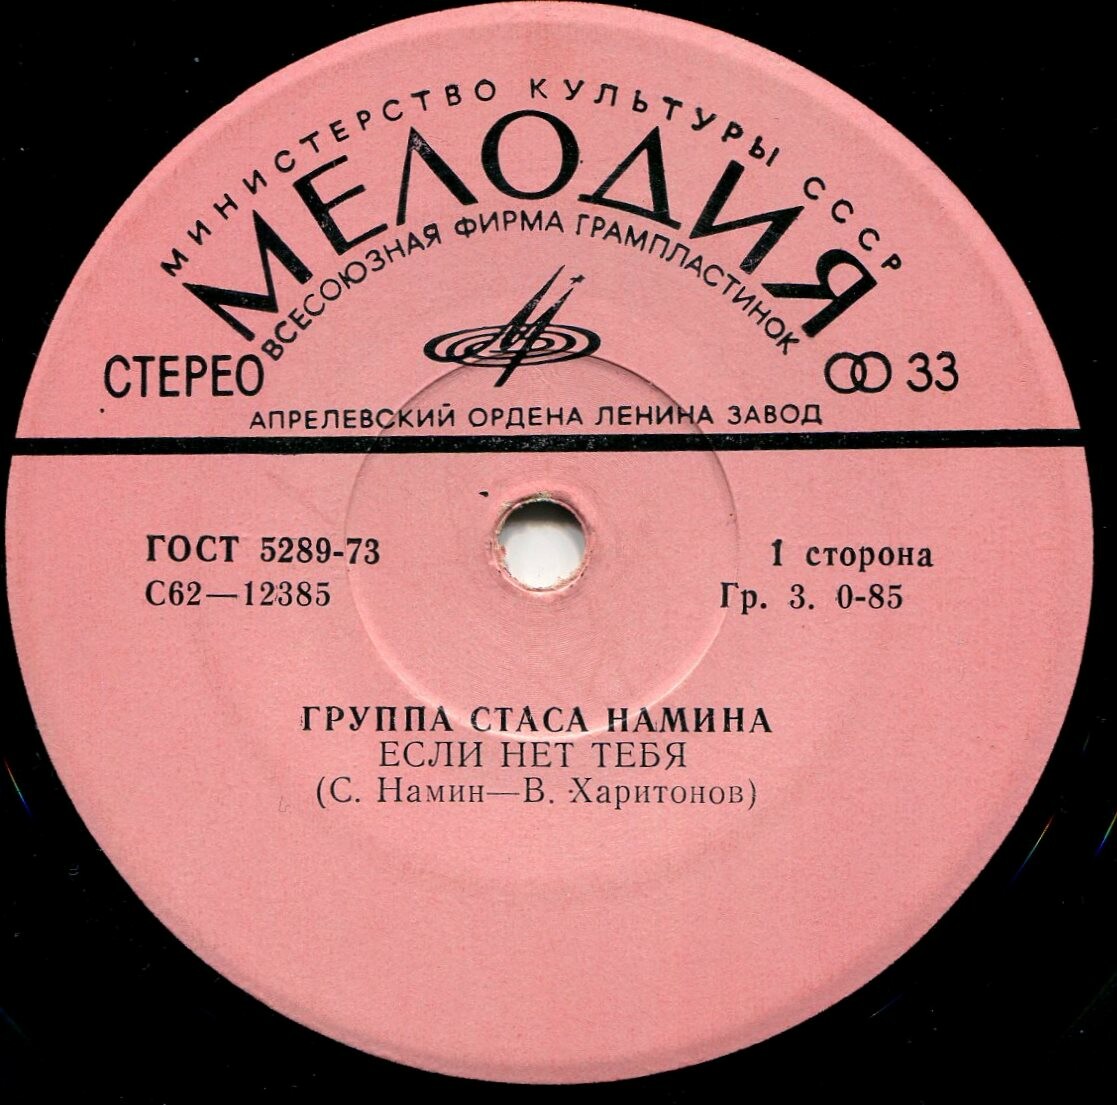 МИНИСТЕРСТВО КУЛЬТУРЫ СССР
МЕЛОДИЯ
ВСЕСОЮЗНАЯ ФИРМА ГРАМПЛАСТИНОК
СТЕРЕО
33
АПРЕЛЕВСКИЙ ОРДЕНА ЛЕНИНА ЗАВОД
ГОСТ 5289-73
1 сторона
С62—12385
Гр. 3. 0-85
ГРУППА СТАСА НАМИНА
ЕСЛИ НЕТ ТЕБЯ
(С. Намин—В. Харитонов)